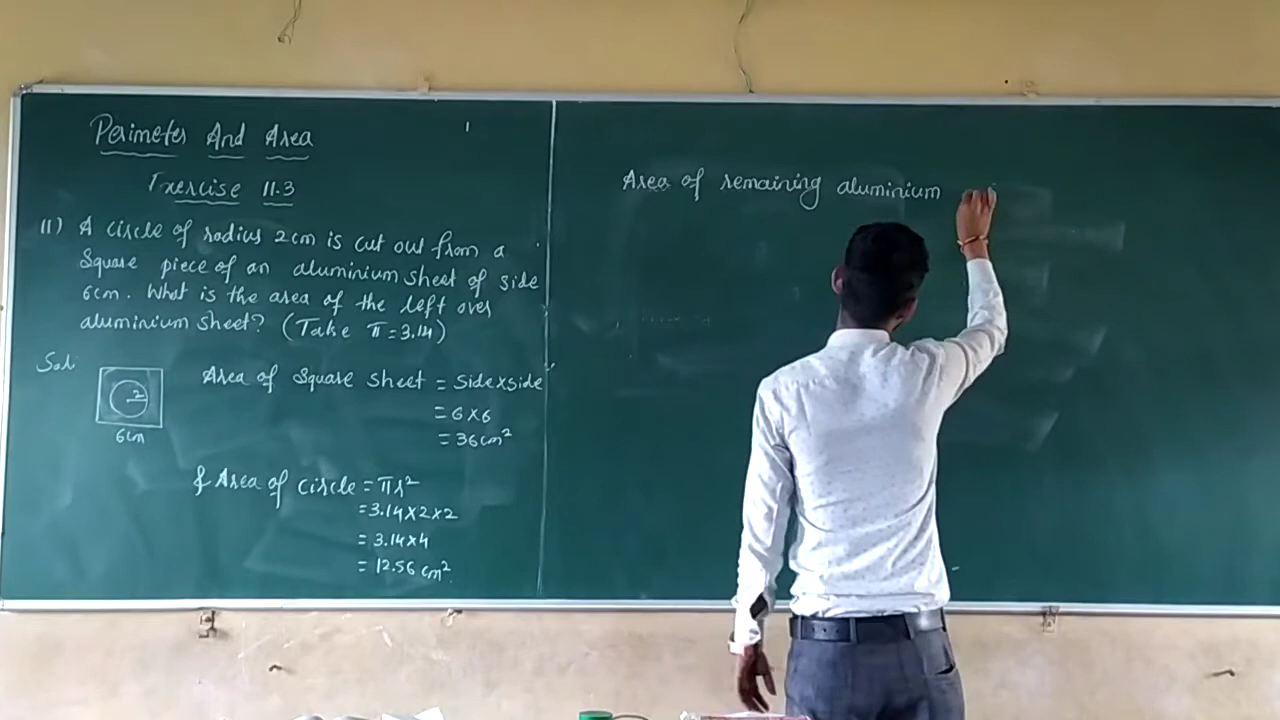 Perimeter And Area
Exercise 11.3
11) A circle of radius 2cm is cut out from a
Square piece of an aluminium sheet of side
6cm. What is the area of the left over
aluminium sheet? (Take π=3.14)
Sol:
2
6cm
Area of Square sheet = side×side
= 6×6
= 36cm²
& Area of circle = πr²
= 3.14×2×2
= 3.14×4
= 12.56 cm²
Area of remaining aluminium